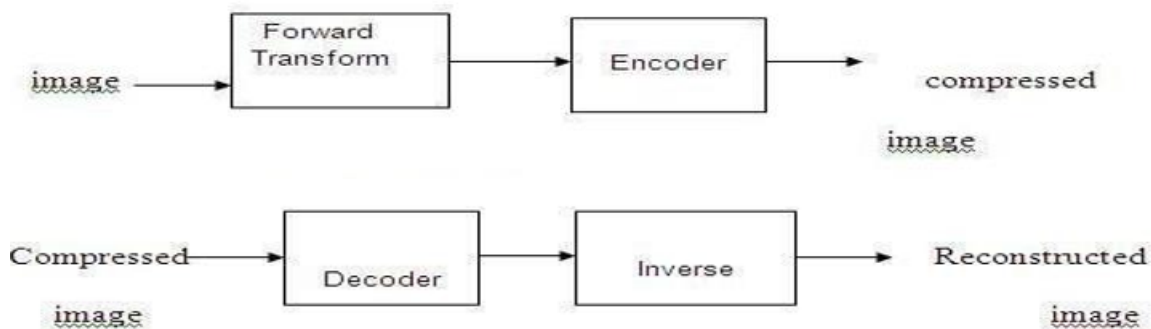 Forward
Transform
image
Encoder
compressed
image
Compressed
image
Decoder
Inverse
Reconstructed
image